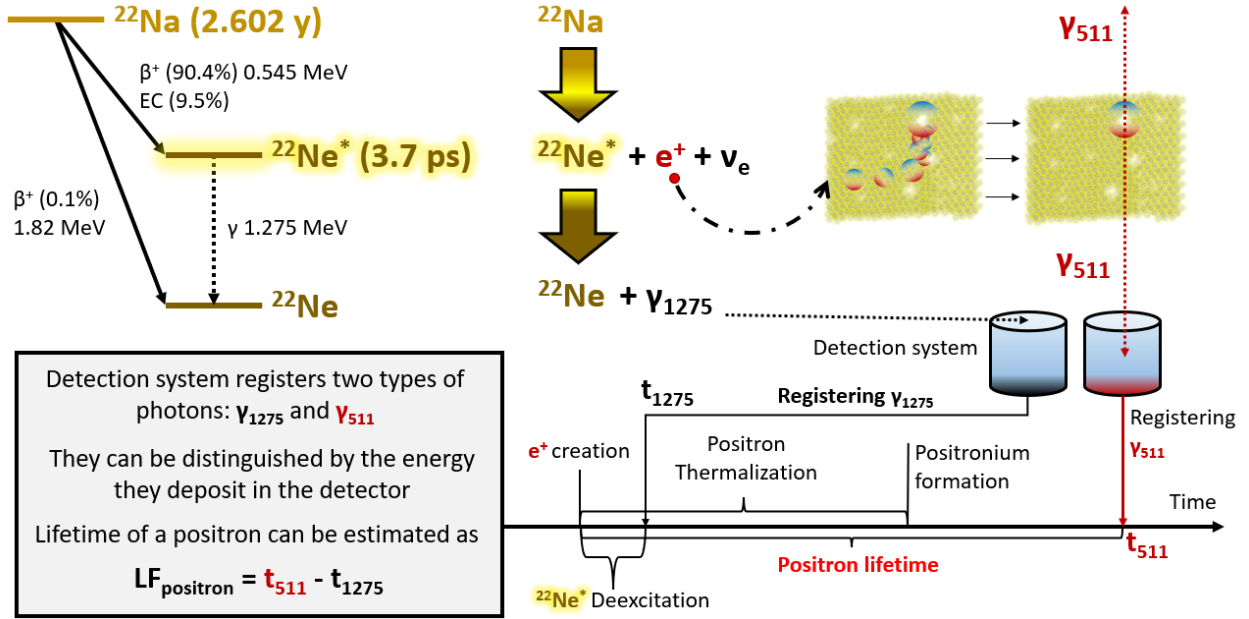 ²²Na (2.602 y)
β⁺ (90.4%) 0.545 MeV
EC (9.5%)
²²Ne* (3.7 ps)
β⁺ (0.1%)
1.82 MeV
γ 1.275 MeV
²²Ne
²²Na
²²Ne* + e⁺ + νₑ
²²Ne + γ₁₂₇₅
γ₅₁₁
γ₅₁₁
Detection system
Detection system registers two types of
photons: γ₁₂₇₅ and γ₅₁₁
They can be distinguished by the energy
they deposit in the detector
Lifetime of a positron can be estimated as
LFₚₒₛᵢₜᵣₒₙ = t₅₁₁ - t₁₂₇₅
t₁₂₇₅
Registering γ₁₂₇₅
Registering
γ₅₁₁
e⁺ creation
Positron
Thermalization
Positronium
formation
Time
t₅₁₁
Positron lifetime
²²Ne* Deexcitation